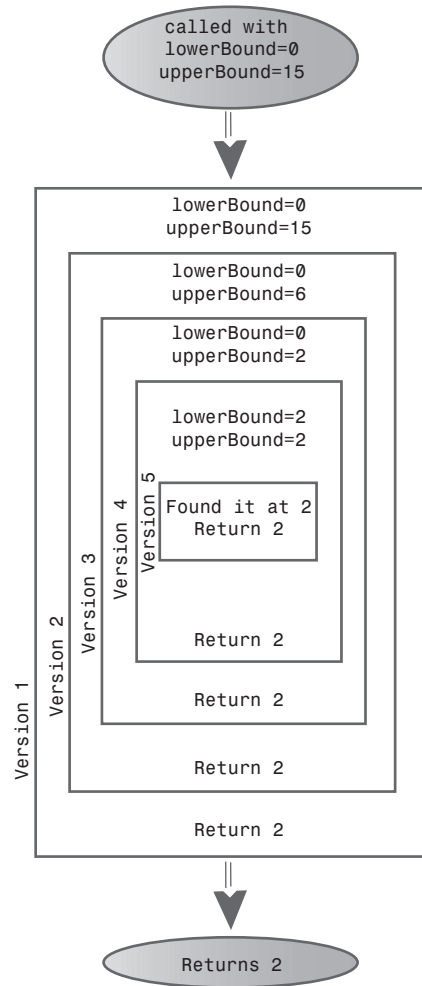 called with
lowerBound=0
upperBound=15
lowerBound=0
upperBound=15
lowerBound=0
upperBound=6
lowerBound=0
upperBound=2
lowerBound=2
upperBound=2
Found it at 2
Return 2
Return 2
Return 2
Return 2
Return 2
Version 1
Version 2
Version 3
Version 4
Version 5
Returns 2